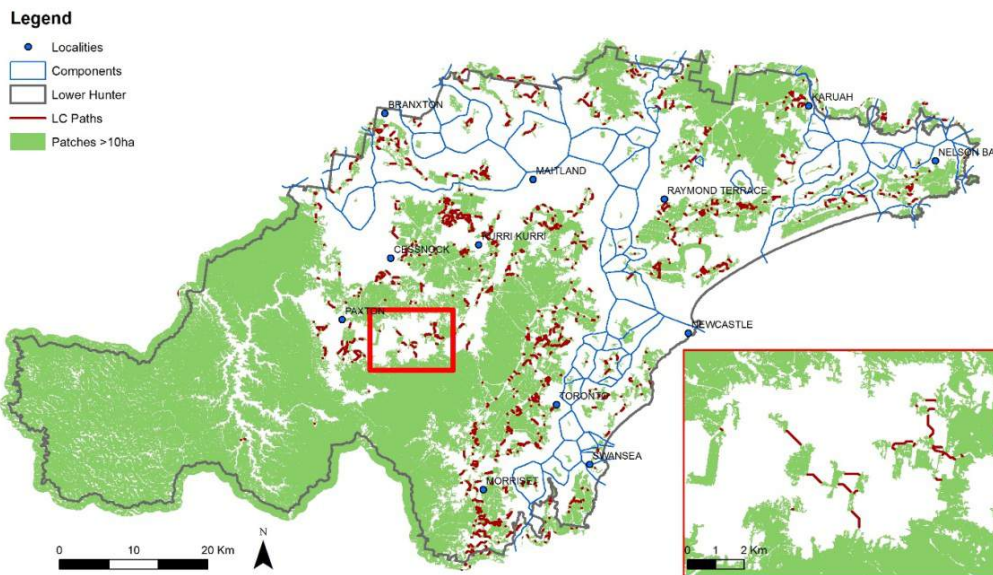 Legend
Localities
Components
Lower Hunter
LC Paths
Patches >10ha
BRANXTON
KARUAH
NELSON BA
MAITLAND
RAYMOND TERRACE
KURRI KURRI
CESSNOCK
PAXTON
NEWCASTLE
TORONTO
SWANSEA
MORRISET
N
0 10 20 Km
0 1 2 Km